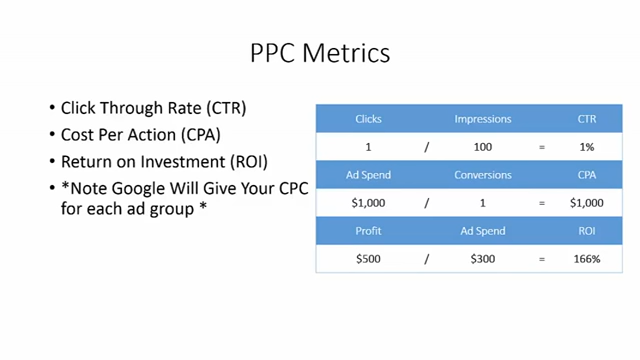 PPC Metrics
• Click Through Rate (CTR)
• Cost Per Action (CPA)
• Return on Investment (ROI)
• *Note Google Will Give Your CPC
for each ad group *
Clicks Impressions CTR
1 / 100 = 1%
Ad Spend Conversions CPA
$1,000 / 1 = $1,000
Profit Ad Spend ROI
$500 / $300 = 166%